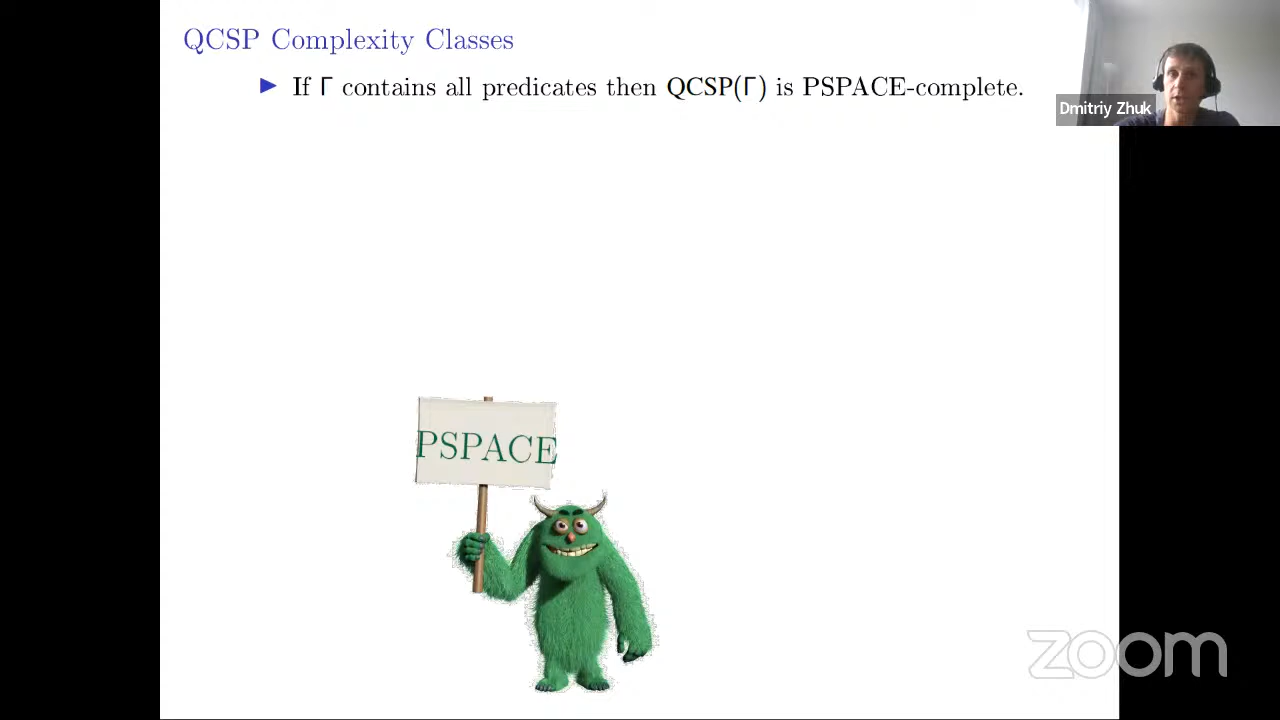 QCSP Complexity Classes
▶ If Γ contains all predicates then QCSP(Γ) is PSPACE-complete.
Dmitriy Zhuk
PSPACE
zoom